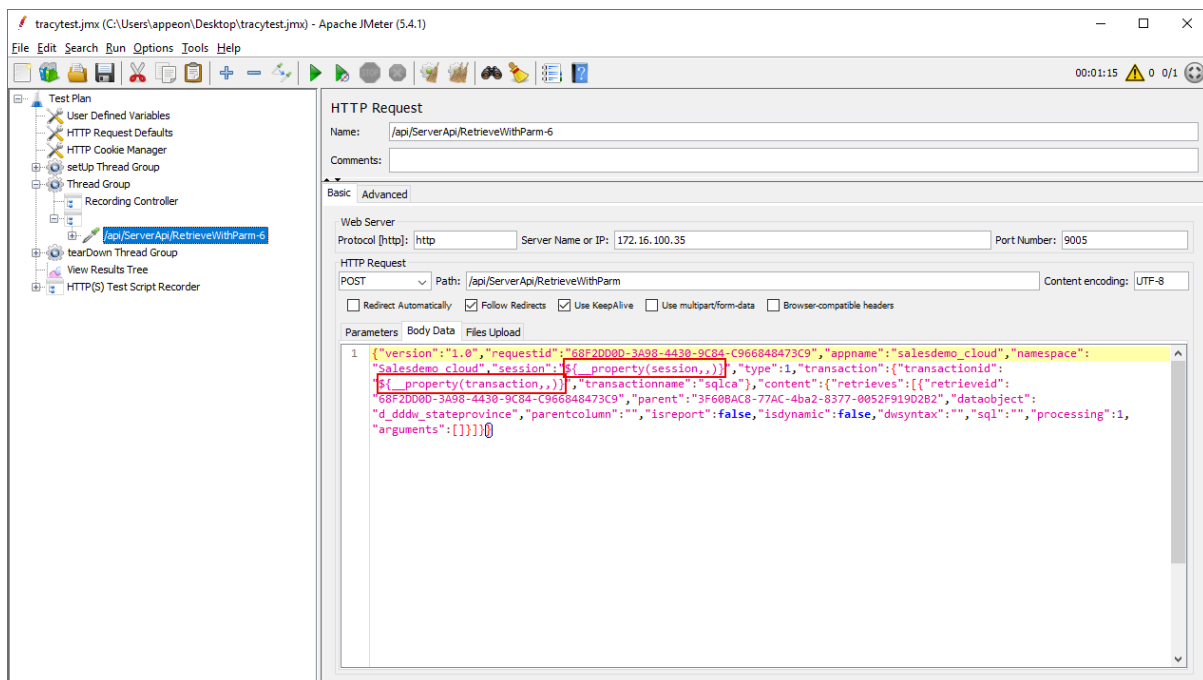 tracytest.jmx (C:\Users\appeon\Desktop\tracytest.jmx) - Apache JMeter (5.4.1)
File Edit Search Run Options Tools Help
00:01:15 0 0/1
Test Plan
User Defined Variables
HTTP Request Defaults
HTTP Cookie Manager
setUp Thread Group
Thread Group
Recording Controller
/api/ServerApi/RetrieveWithParm-6
tearDown Thread Group
View Results Tree
HTTP(S) Test Script Recorder
HTTP Request
Name: /api/ServerApi/RetrieveWithParm-6
Comments:
Basic Advanced
Web Server
Protocol [http]: http Server Name or IP: 172.16.100.35 Port Number: 9005
HTTP Request
POST Path: /api/ServerApi/RetrieveWithParm Content encoding: UTF-8
Redirect Automatically Follow Redirects Use KeepAlive Use multipart/form-data Browser-compatible headers
Parameters Body Data Files Upload
1 {"version":"1.0","requestid":"68F2DD0D-3A98-4430-9C84-C966848473C9","appname":"salesdemo_cloud","namespace":
"Salesdemo_cloud","session":"${__property(session,,)}","type":1,"transaction":{"transactionid":
"${__property(transaction,,)}","transactionname":"sqlca"},"content":{"retrieves":[{"retrieveid":
"68F2DD0D-3A98-4430-9C84-C966848473C9","parent":"3F60BAC8-77AC-4ba2-8377-0052F919D2B2","dataobject":
"d_dddw_stateprovince","parentcolumn":"","isreport":false,"isdynamic":false,"dwsyntax":"","sql":"","processing":1,
"arguments":[]}]}}